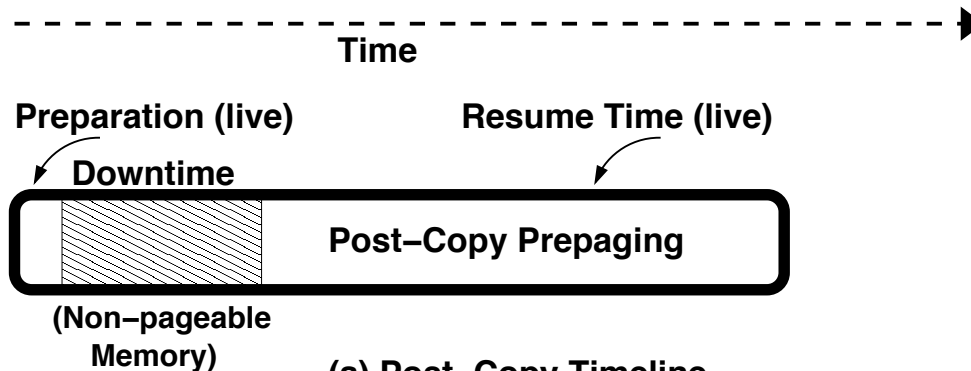 Time
Preparation (live)
Resume Time (live)
Downtime
Post–Copy Prepaging
(Non–pageable
Memory)
(a) Post–Copy Timeline